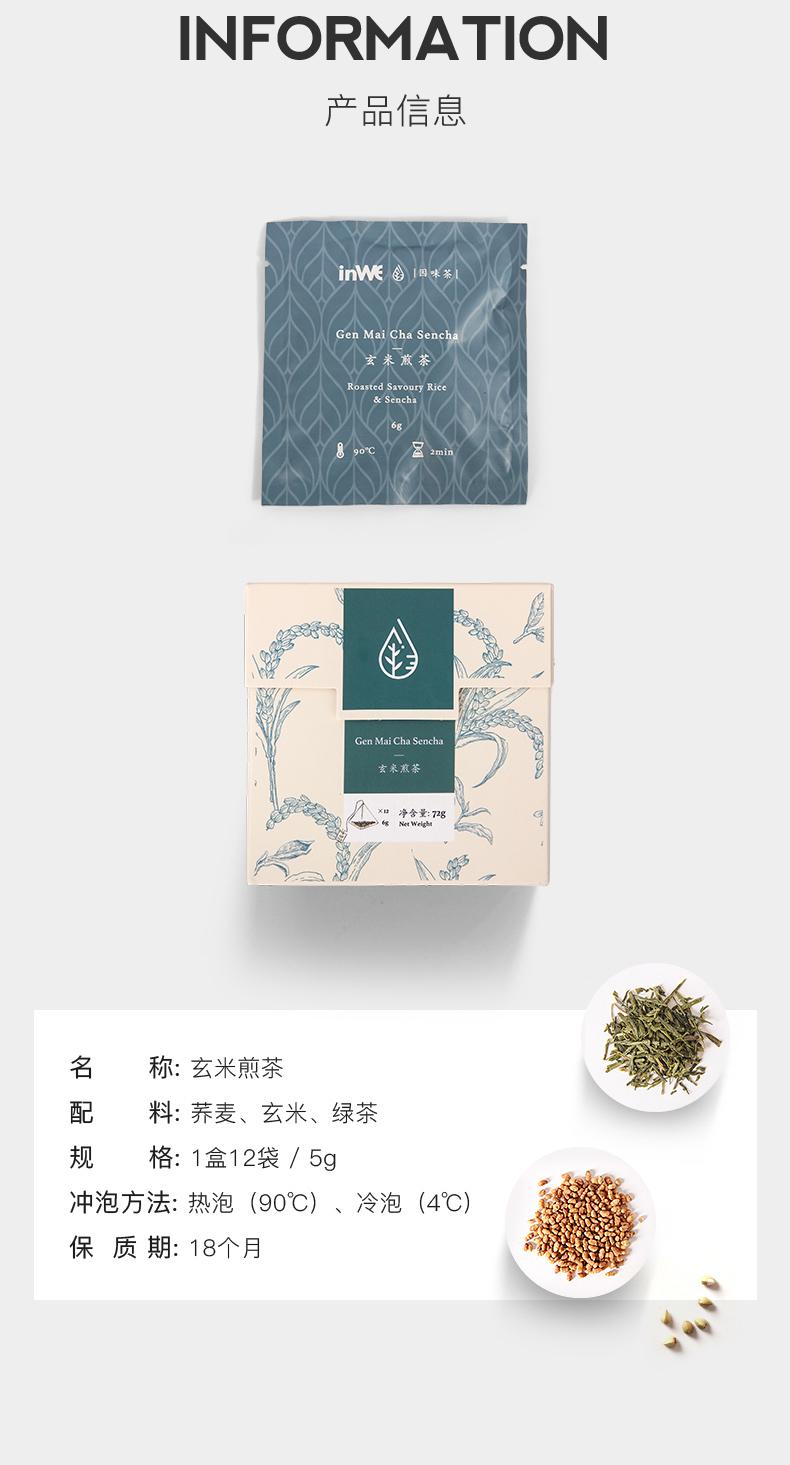 INFORMATION
产品信息
inWE |因味茶|
Gen Mai Cha Sencha
玄米煎茶
Roasted Savoury Rice
& Sencha
6g
90℃ 2min
Gen Mai Cha Sencha
玄米煎茶
×12 净含量: 72g
6g Net Weight
名 称: 玄米煎茶
配 料: 荞麦、玄米、绿茶
规 格: 1盒12袋 / 5g
冲泡方法: 热泡（90℃）、冷泡（4℃）
保 质 期: 18个月